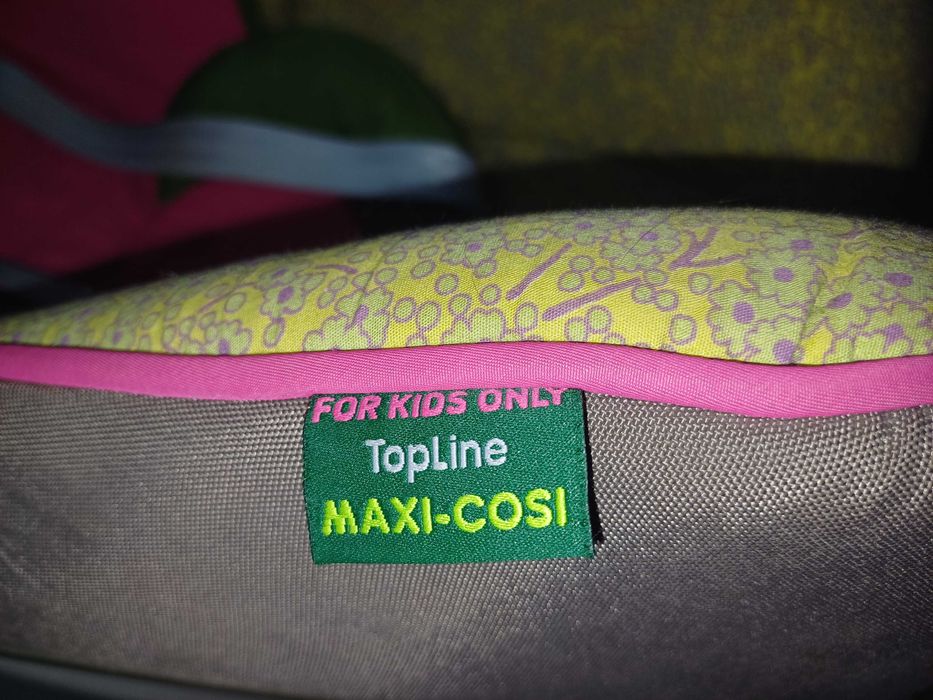 FOR KIDS ONLY
TopLine
MAXI-COSI